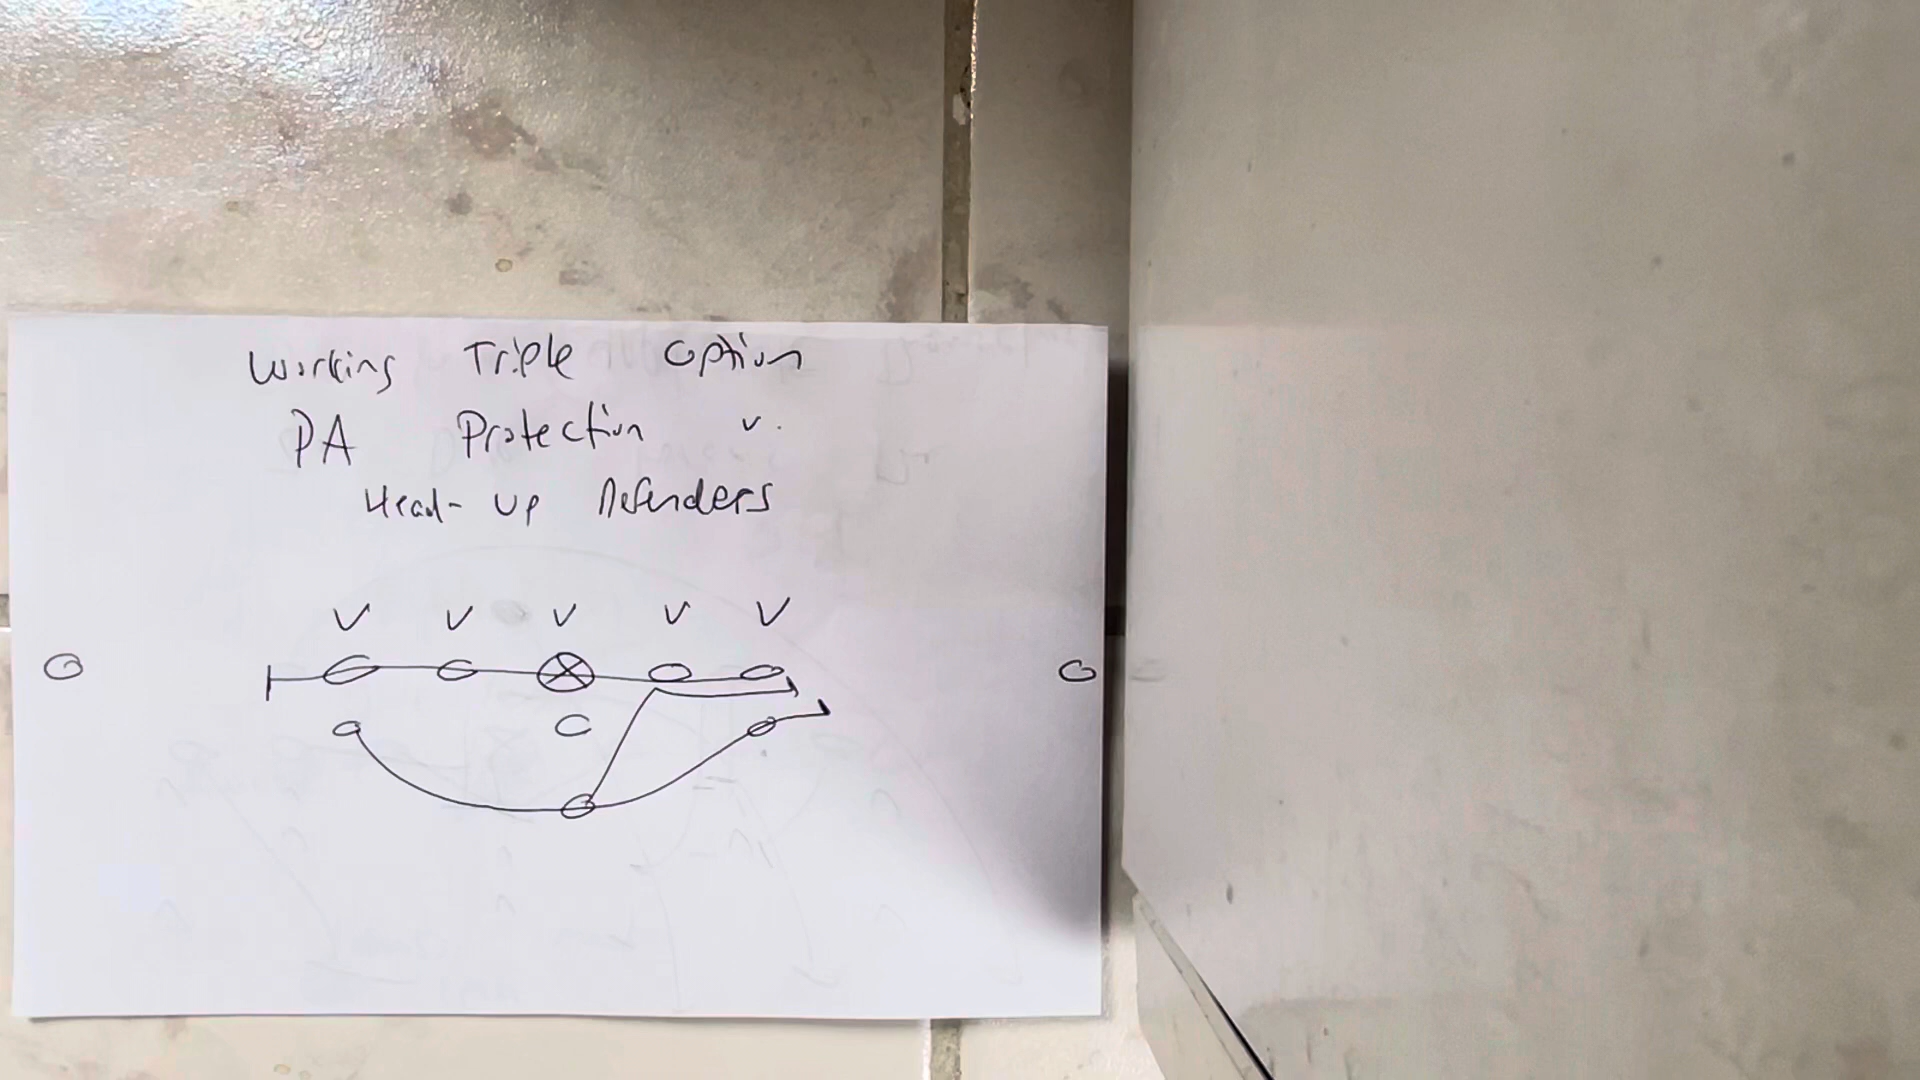 Working Triple Option
PA Protection v.
Head-Up Defenders
V V V V V